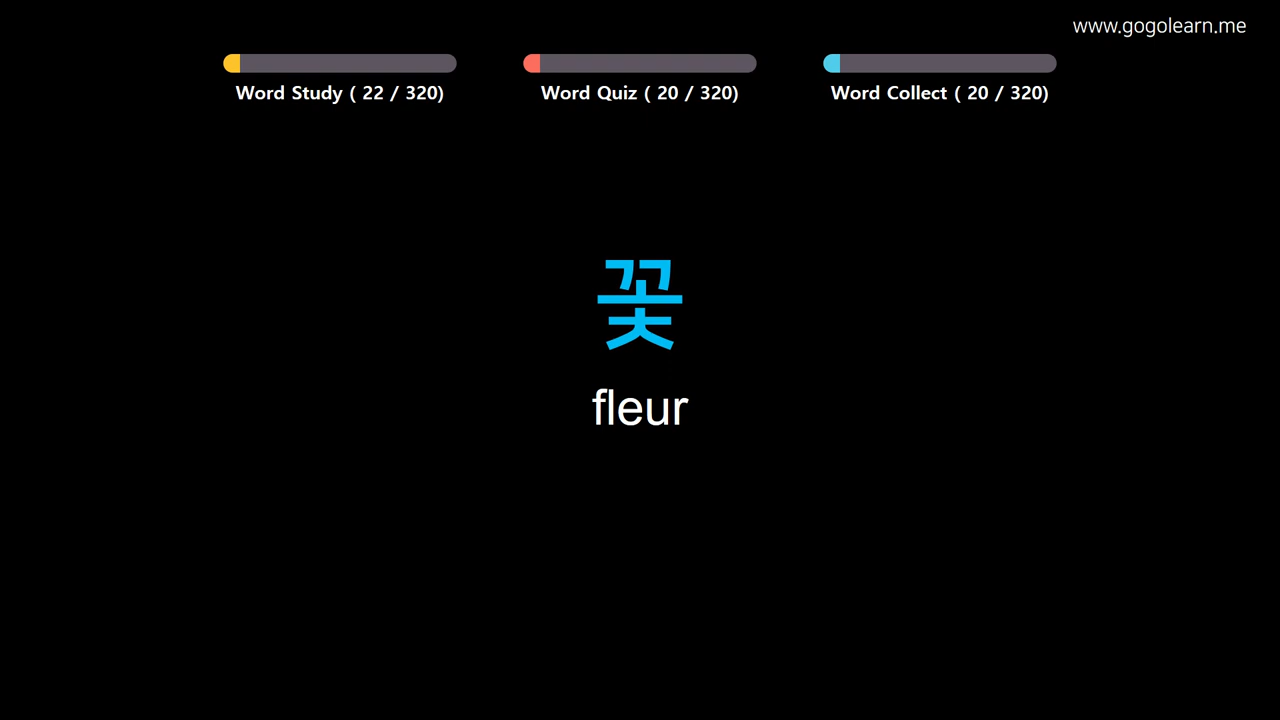 www.gogolearn.me
Word Study ( 22 / 320)
Word Quiz ( 20 / 320)
Word Collect ( 20 / 320)
꽃
fleur